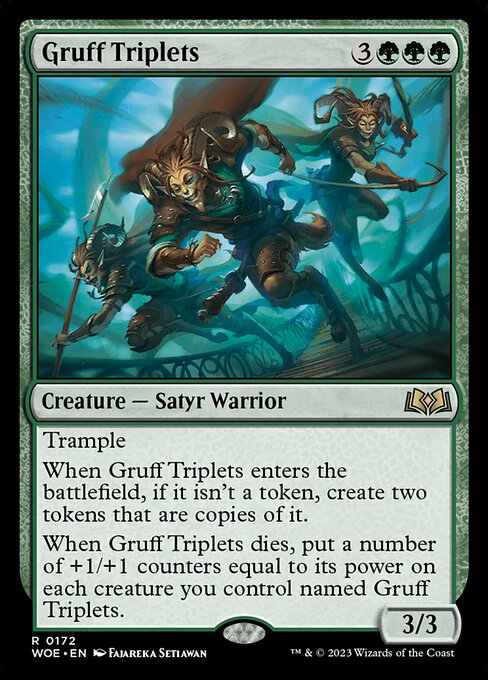 Gruff Triplets 3
Creature — Satyr Warrior
Trample
When Gruff Triplets enters the
battlefield, if it isn't a token, create two
tokens that are copies of it.
When Gruff Triplets dies, put a number
of +1/+1 counters equal to its power on
each creature you control named Gruff
Triplets.
3/3
R 0172
WOE • EN Fajareka Setiawan
™ & © 2023 Wizards of the Coast